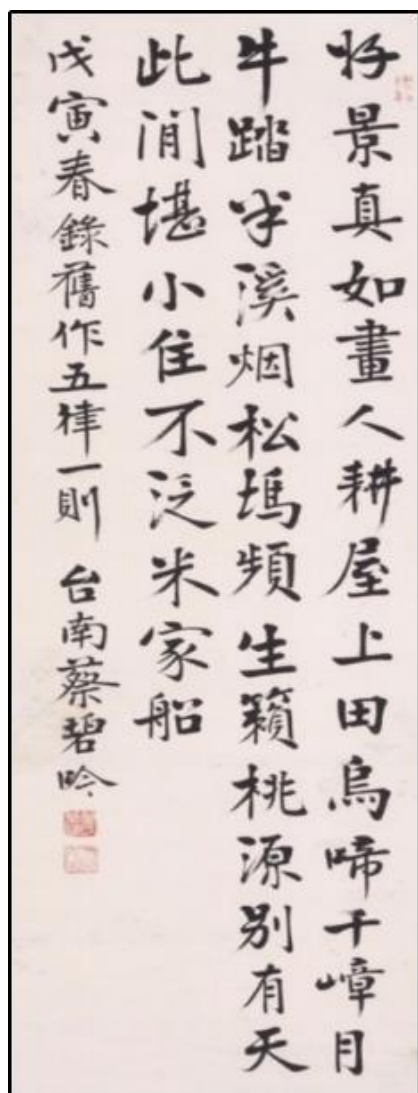 好景真如畫人耕屋上田烏啼千嶂月
牛踏半溪烟松塢頻生籟桃源别有天
此間堪小住不泛米家船
戊寅春錄舊作五律一則 台南蔡碧吟